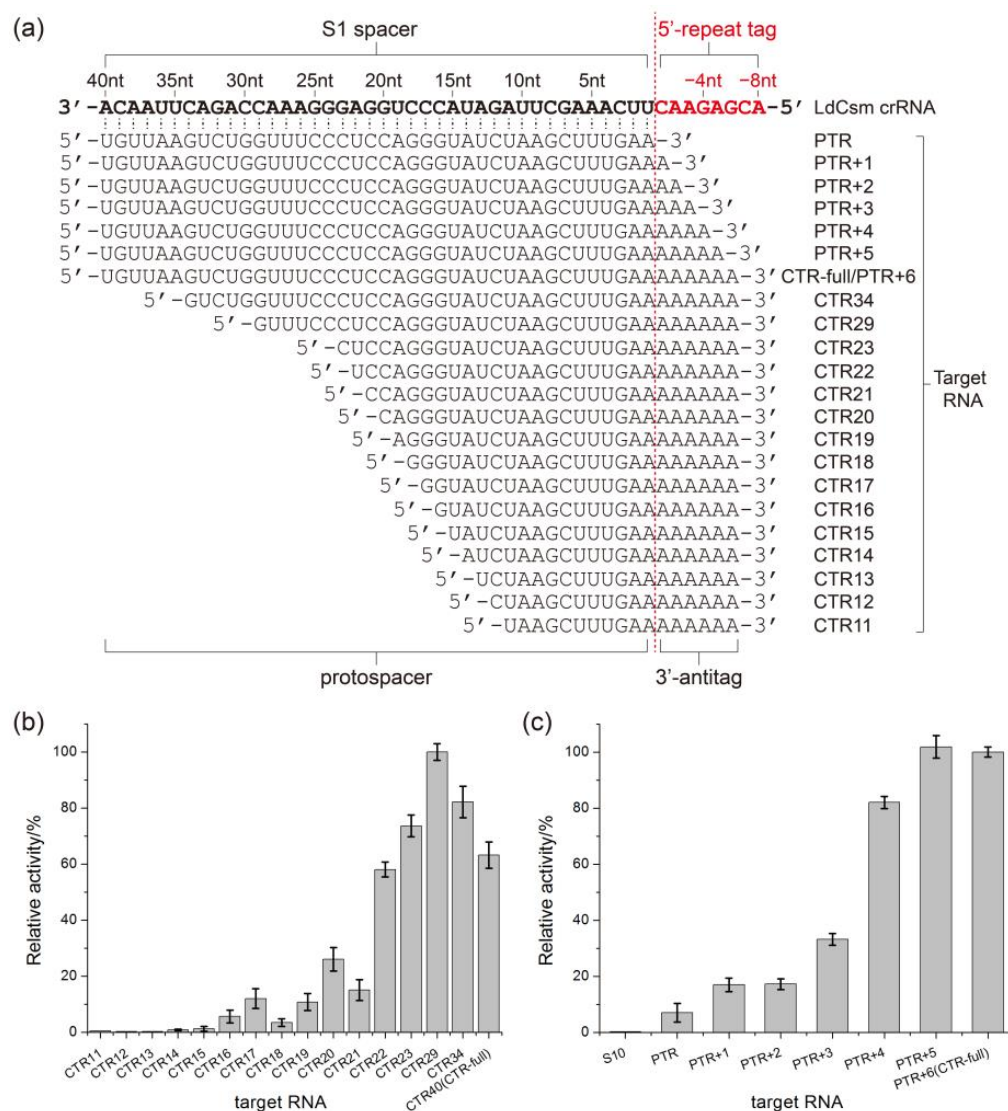 (a)
S1 spacer
5′-repeat tag
40nt 35nt 30nt 25nt 20nt 15nt 10nt 5nt −4nt −8nt
3′-ACAAUUCAGACCAAAGGGAGGUCCCAUAGAUUCGAAACUUCAAGAGCA-5′ LdCsm crRNA
5′-UGUUAAGUCUGGUUUCCCUCCAGGGUAUCUAAGCUUUGAA-3′ PTR
5′-UGUUAAGUCUGGUUUCCCUCCAGGGUAUCUAAGCUUUGAAA-3′ PTR+1
5′-UGUUAAGUCUGGUUUCCCUCCAGGGUAUCUAAGCUUUGAAAA-3′ PTR+2
5′-UGUUAAGUCUGGUUUCCCUCCAGGGUAUCUAAGCUUUGAAAAA-3′ PTR+3
5′-UGUUAAGUCUGGUUUCCCUCCAGGGUAUCUAAGCUUUGAAAAAA-3′ PTR+4
5′-UGUUAAGUCUGGUUUCCCUCCAGGGUAUCUAAGCUUUGAAAAAAA-3′ PTR+5
5′-UGUUAAGUCUGGUUUCCCUCCAGGGUAUCUAAGCUUUGAAAAAAAA-3′ CTR-full/PTR+6
5′-GUCUGGUUUCCCUCCAGGGUAUCUAAGCUUUGAAAAAAAA-3′ CTR34
5′-GUUUCCCUCCAGGGUAUCUAAGCUUUGAAAAAAAA-3′ CTR29
5′-CUCCAGGGUAUCUAAGCUUUGAAAAAAAA-3′ CTR23
5′-UCCAGGGUAUCUAAGCUUUGAAAAAAAA-3′ CTR22
5′-CCAGGGUAUCUAAGCUUUGAAAAAAAA-3′ CTR21
5′-CAGGGUAUCUAAGCUUUGAAAAAAAA-3′ CTR20
5′-AGGGUAUCUAAGCUUUGAAAAAAAA-3′ CTR19
5′-GGGUAUCUAAGCUUUGAAAAAAAA-3′ CTR18
5′-GGUAUCUAAGCUUUGAAAAAAAA-3′ CTR17
5′-GUAUCUAAGCUUUGAAAAAAAA-3′ CTR16
5′-UAUCUAAGCUUUGAAAAAAAA-3′ CTR15
5′-AUCUAAGCUUUGAAAAAAAA-3′ CTR14
5′-UCUAAGCUUUGAAAAAAAA-3′ CTR13
5′-CUAAGCUUUGAAAAAAAA-3′ CTR12
5′-UAAGCUUUGAAAAAAAA-3′ CTR11
Target
RNA
protospacer
3′-antitag
(b)
Relative activity/%
100
80
60
40
20
0
CTR11 CTR12 CTR13 CTR14 CTR15 CTR16 CTR17 CTR18 CTR19 CTR20 CTR21 CTR22 CTR23 CTR29 CTR34 CTR40(CTR-full)
target RNA
(c)
Relative activity/%
100
80
60
40
20
0
S10 PTR PTR+1 PTR+2 PTR+3 PTR+4 PTR+5 PTR+6(CTR-full)
target RNA